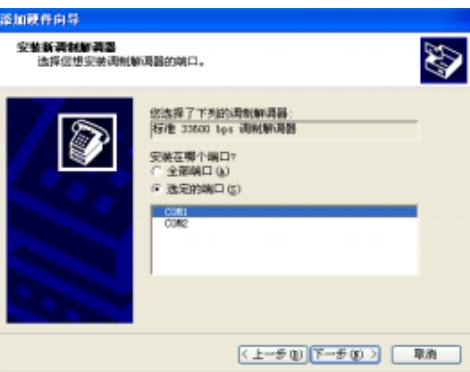 添加硬件向导
安装新调制解调器
选择您想安装调制解调器的端口。
您选择了下列的调制解调器:
标准 33600 bps 调制解调器
安装在哪个端口?
全部端口(A)
选定的端口(S)
COM1
COM2
< 上一步(B) 下一步(N) > 取消